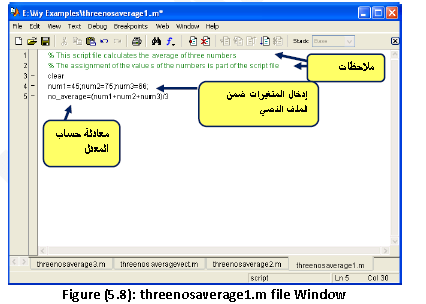 E:\My Examples\threenosaverage1.m*
File Edit View Text Debug Breakpoints Web Window Help
Stack: Base
1 % This script file calculates the average of three numbers
2 % The assignment of the values of the numbers is part of the script file
3 - clear
4 - num1=45;num2=75;num3=66;
5 - no_average=(num1+num2+num3)/3
ملاحظات
إدخال المتغيرات ضمن
الملف النصي
معادلة حساب
المعدل
threenosaverage3.m threenosaveragevect.m threenosaverage2.m threenosaverage1.m
script Ln 5 Col 30
Figure (5.8): threenosaverage1.m file Window